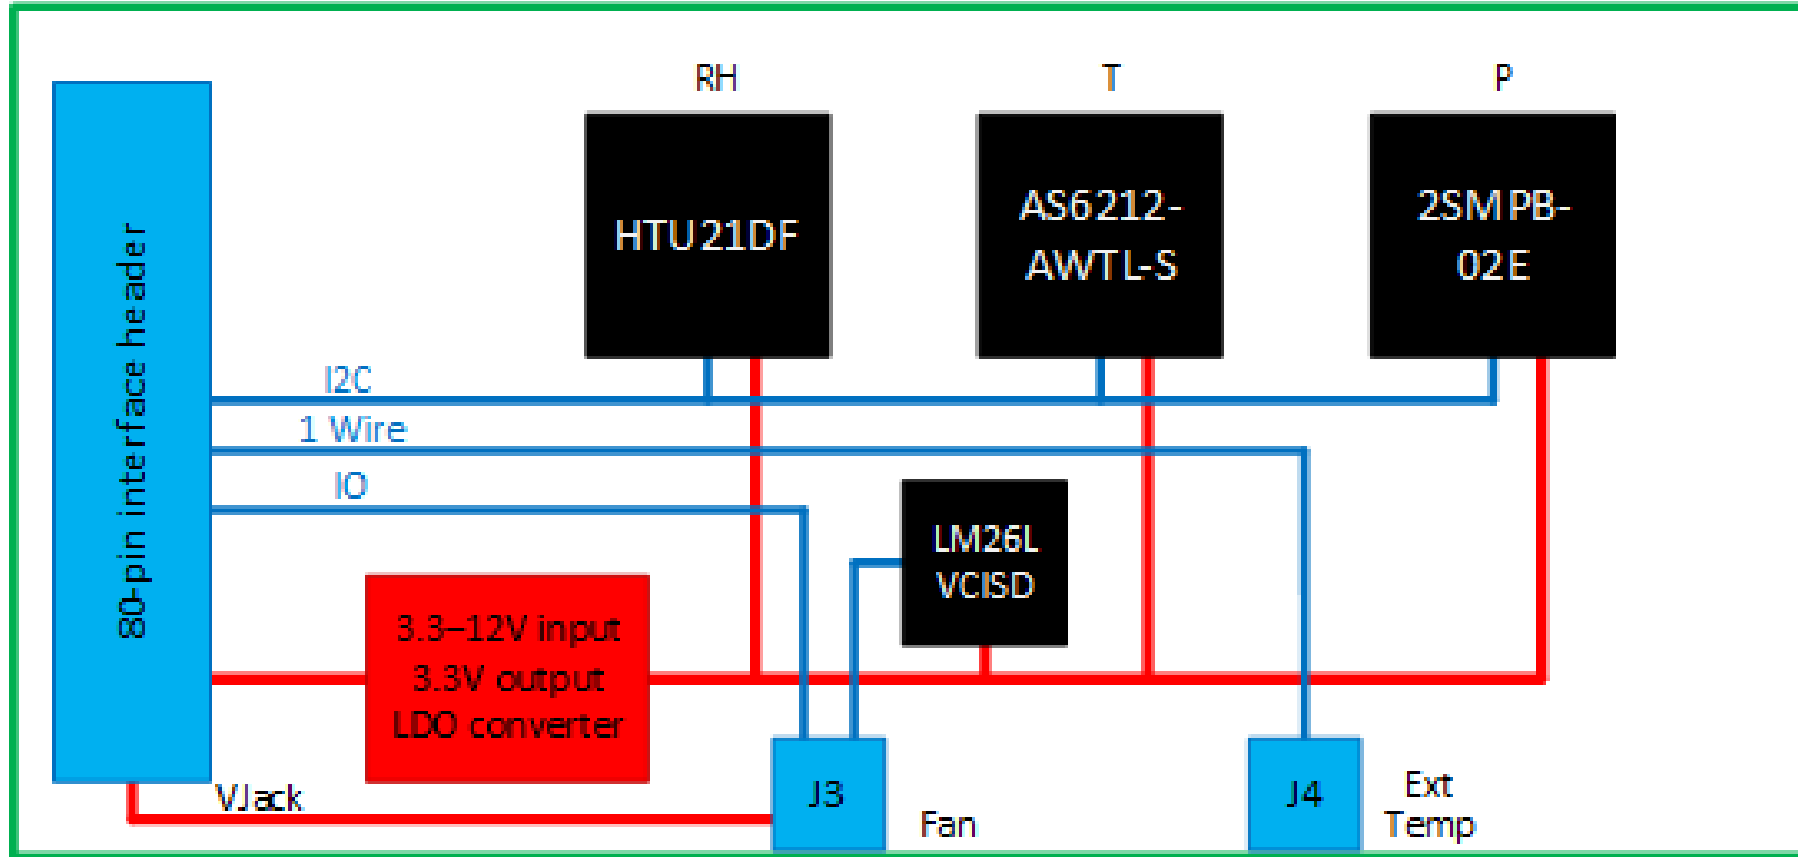 RH
T
P
80-pin interface header
HTU21DF
AS6212-
AWTL-S
2SMPB-
02E
I2C
1 Wire
IO
LM26L
VCISD
3.3–12V input
3.3V output
LDO converter
VJack
J3
Fan
J4
Ext
Temp